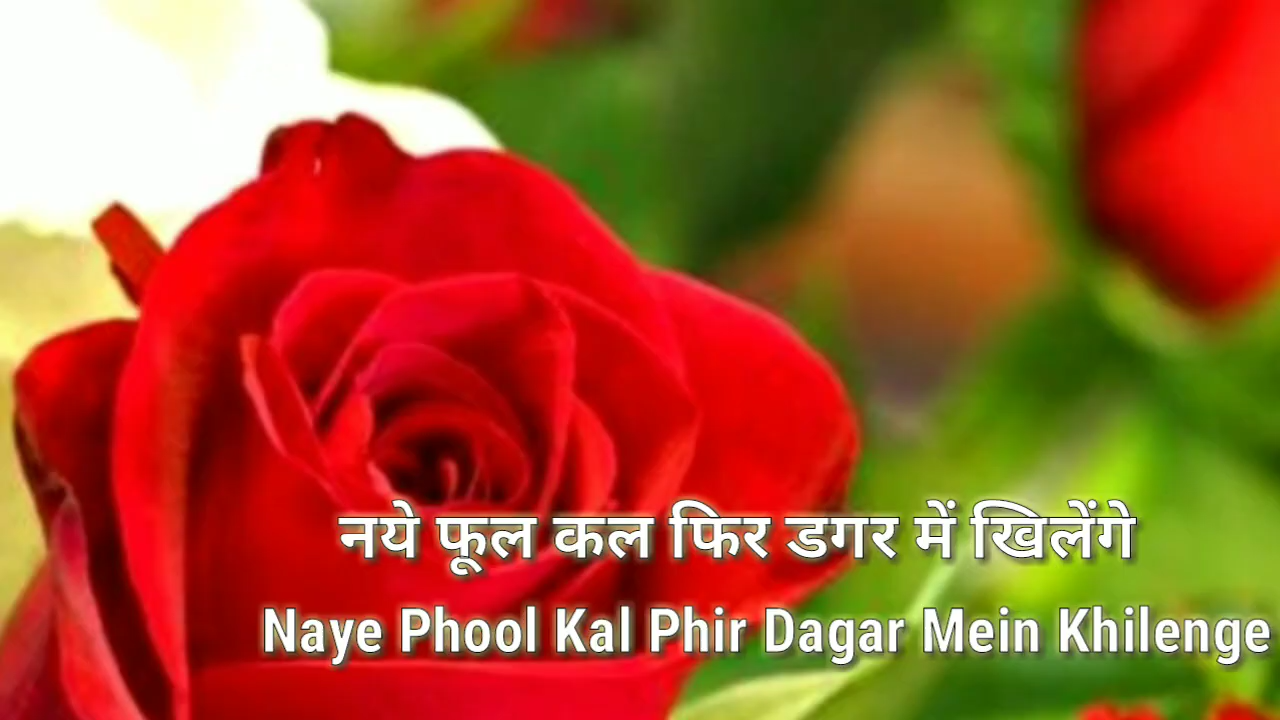 नये फूल कल फिर डगर में खिलेंगे
Naye Phool Kal Phir Dagar Mein Khilenge